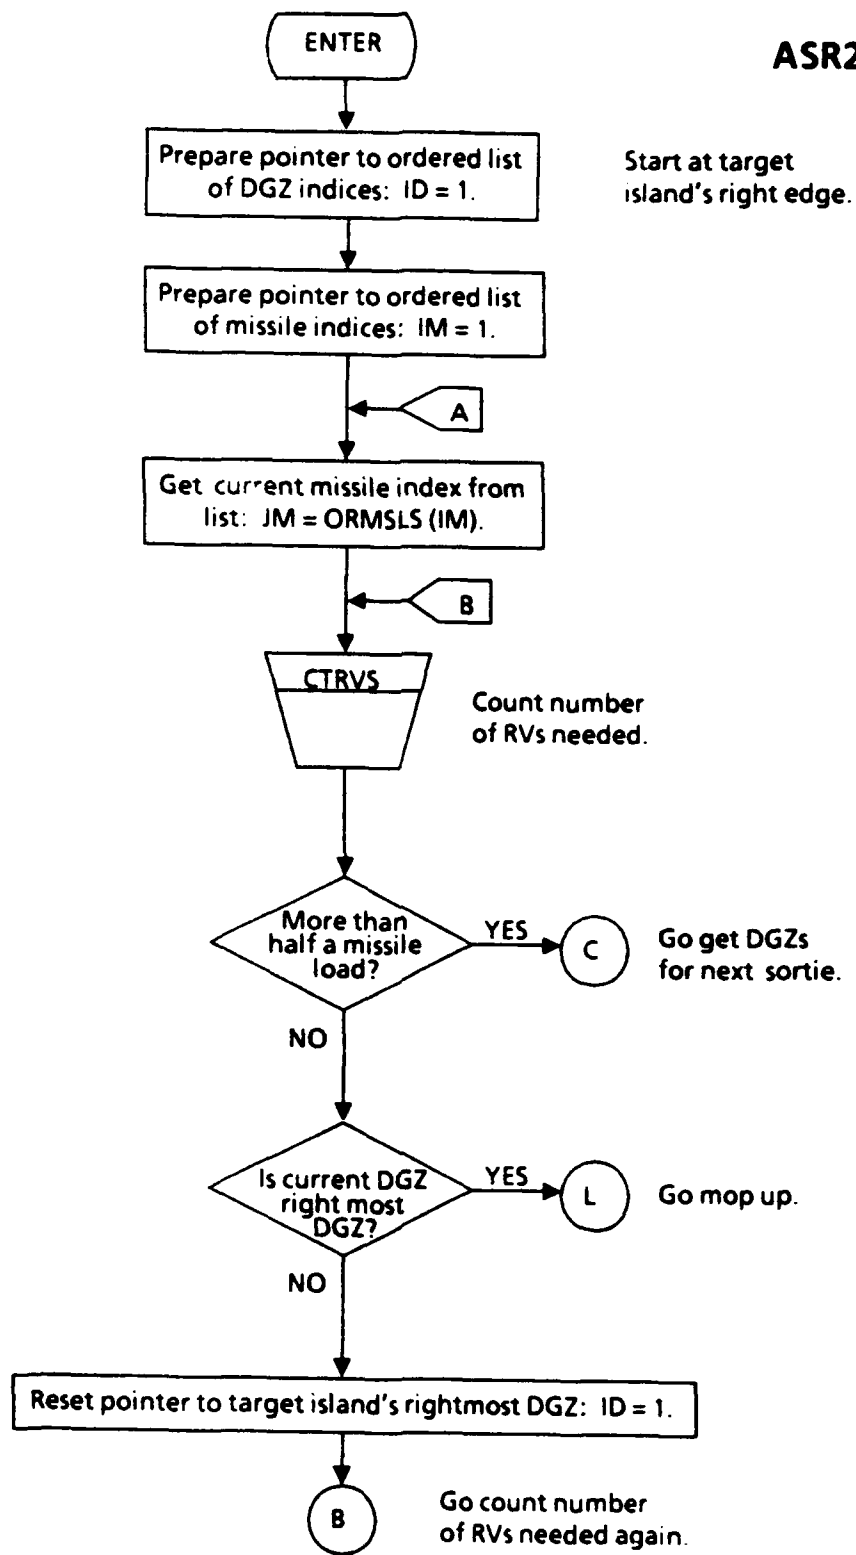 ENTER
ASR2
Prepare pointer to ordered list
of DGZ indices: ID = 1.
Start at target
island's right edge.
Prepare pointer to ordered list
of missile indices: IM = 1.
A
Get current missile index from
list: JM = ORMSLS (IM).
B
CTRVS
Count number
of RVs needed.
More than
half a missile
load?
YES
C
Go get DGZs
for next sortie.
NO
Is current DGZ
right most
DGZ?
YES
L
Go mop up.
NO
Reset pointer to target island's rightmost DGZ: ID = 1.
B
Go count number
of RVs needed again.